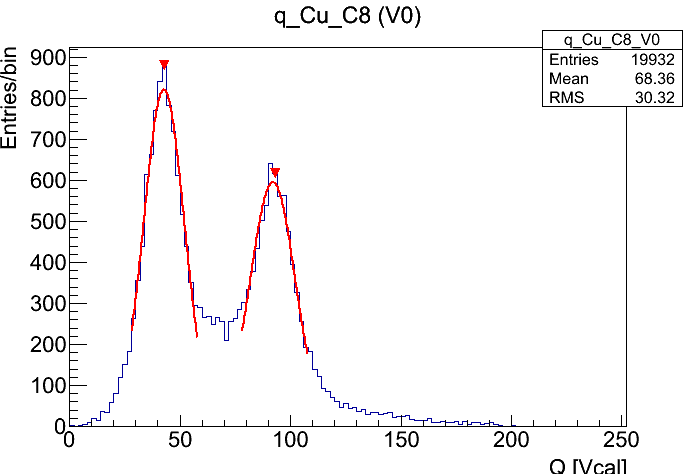 q_Cu_C8 (V0)
q_Cu_C8_V0
Entries 19932
Mean 68.36
RMS 30.32
Entries/bin
900
800
700
600
500
400
300
200
100
0
0 50 100 150 200 250
Q [Vcal]